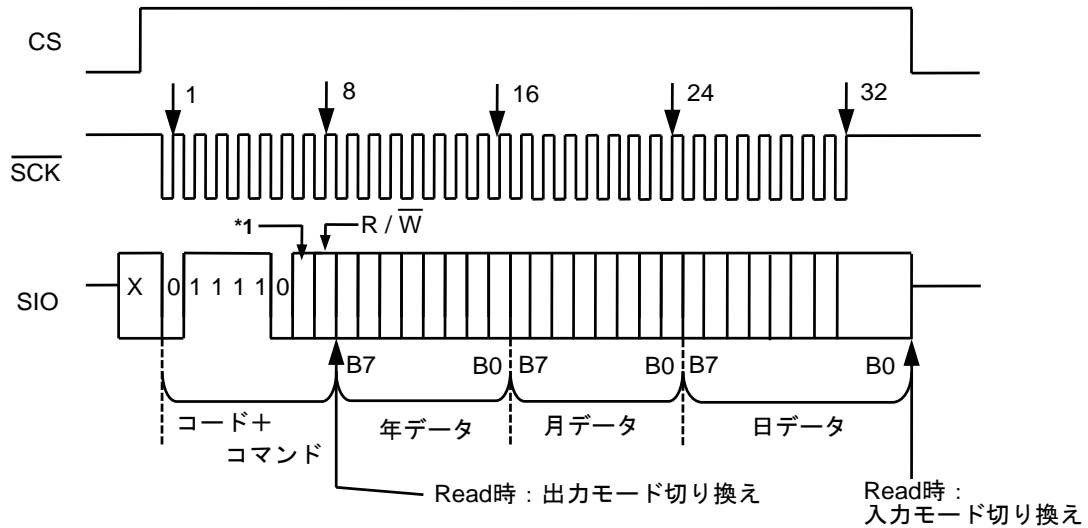 CS
1 8 16 24 32
SCK
*1 R / W
SIO
X 0 1 1 1 1 0
B7 B0 B7 B0 B7 B0
コード＋
コマンド
年データ
月データ
日データ
Read時：出力モード切り換え
Read時：
入力モード切り換え